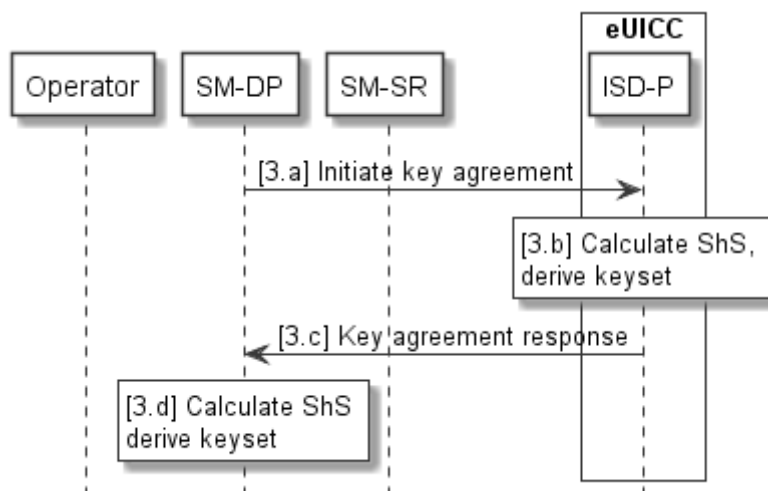 eUICC
Operator
SM-DP
SM-SR
ISD-P
[3.a] Initiate key agreement
[3.b] Calculate ShS,
derive keyset
[3.c] Key agreement response
[3.d] Calculate ShS
derive keyset